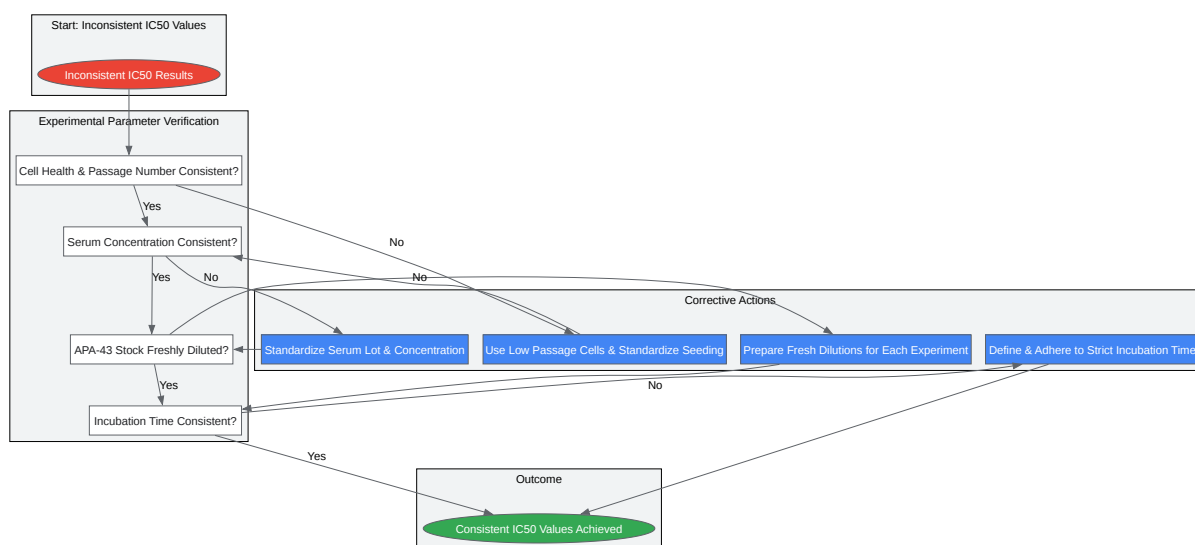 Start: Inconsistent IC50 Values
Inconsistent IC50 Results
Experimental Parameter Verification
Cell Health & Passage Number Consistent?
Yes
Serum Concentration Consistent?
No
Yes
No
No
Corrective Actions
APA-43 Stock Freshly Diluted?
Standardize Serum Lot & Concentration
Use Low Passage Cells & Standardize Seeding
Prepare Fresh Dilutions for Each Experiment
Define & Adhere to Strict Incubation Time
Yes
No
Incubation Time Consistent?
Yes
Outcome
Consistent IC50 Values Achieved